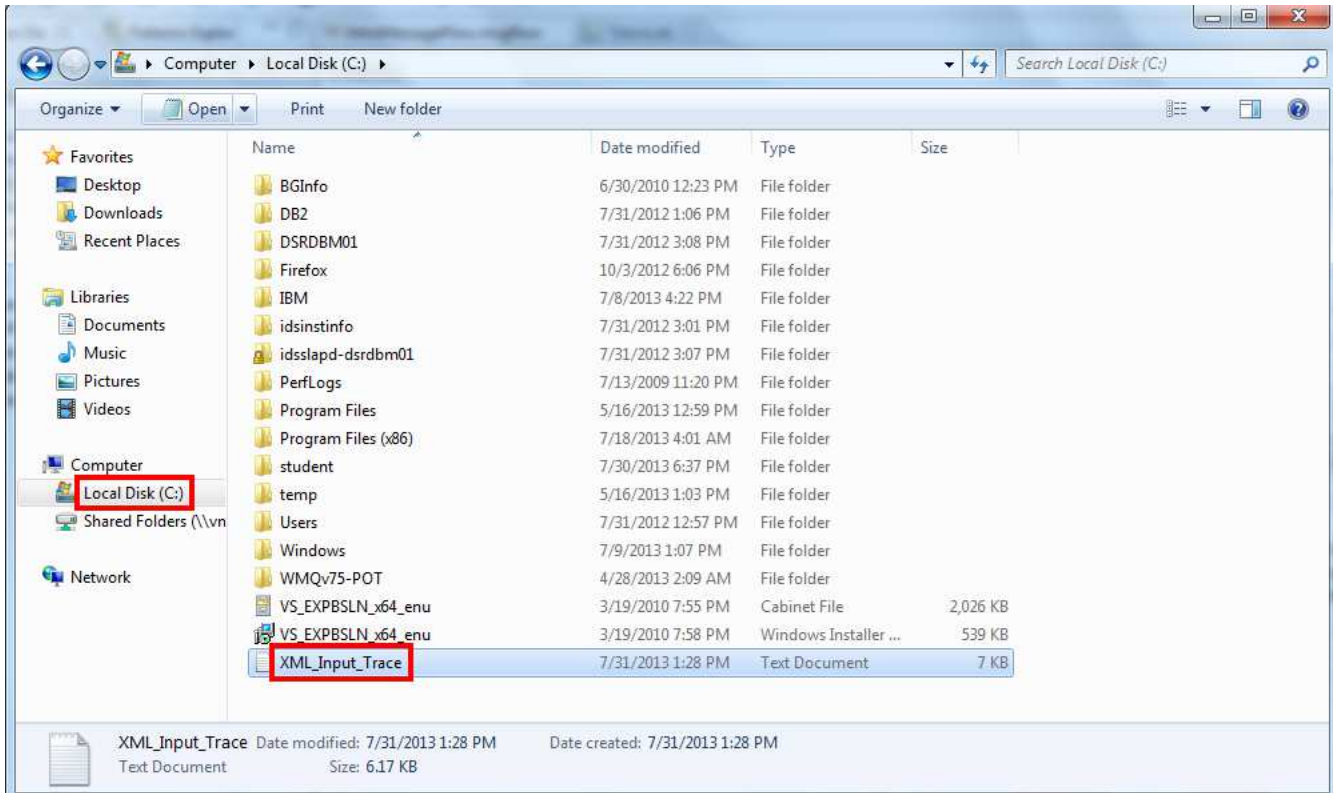 Computer Local Disk (C:) Search Local Disk (C:)
Organize Open Print New folder
Favorites
Desktop
Downloads
Recent Places
Libraries
Documents
Music
Pictures
Videos
Computer
Local Disk (C:)
Shared Folders (\\vn
Network
Name Date modified Type Size
BGInfo 6/30/2010 12:23 PM File folder
DB2 7/31/2012 1:06 PM File folder
DSRDBM01 7/31/2012 3:08 PM File folder
Firefox 10/3/2012 6:06 PM File folder
IBM 7/8/2013 4:22 PM File folder
idsinstinfo 7/31/2012 3:01 PM File folder
idsslapd-dsrdbm01 7/31/2012 3:07 PM File folder
PerfLogs 7/13/2009 11:20 PM File folder
Program Files 5/16/2013 12:59 PM File folder
Program Files (x86) 7/18/2013 4:01 AM File folder
student 7/30/2013 6:37 PM File folder
temp 5/16/2013 1:03 PM File folder
Users 7/31/2012 12:57 PM File folder
Windows 7/9/2013 1:07 PM File folder
WMQv75-POT 4/28/2013 2:09 AM File folder
VS_EXPBSLN_x64_enu 3/19/2010 7:55 PM Cabinet File 2,026 KB
VS_EXPBSLN_x64_enu 3/19/2010 7:58 PM Windows Installer ... 539 KB
XML_Input_Trace 7/31/2013 1:28 PM Text Document 7 KB
XML_Input_Trace Date modified: 7/31/2013 1:28 PM Date created: 7/31/2013 1:28 PM
Text Document Size: 6.17 KB